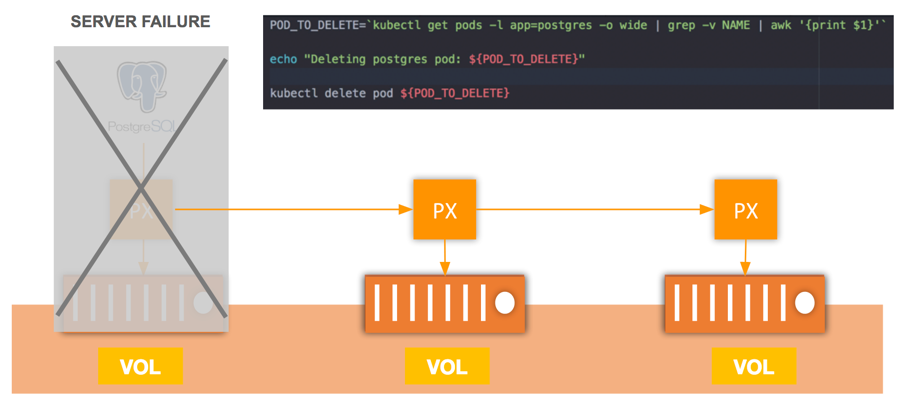 SERVER FAILURE
POD_TO_DELETE=`kubectl get pods -l app=postgres -o wide | grep -v NAME | awk '{print $1}'`
echo "Deleting postgres pod: ${POD_TO_DELETE}"
kubectl delete pod ${POD_TO_DELETE}
PostgreSQL
PX
PX
PX
VOL
VOL
VOL